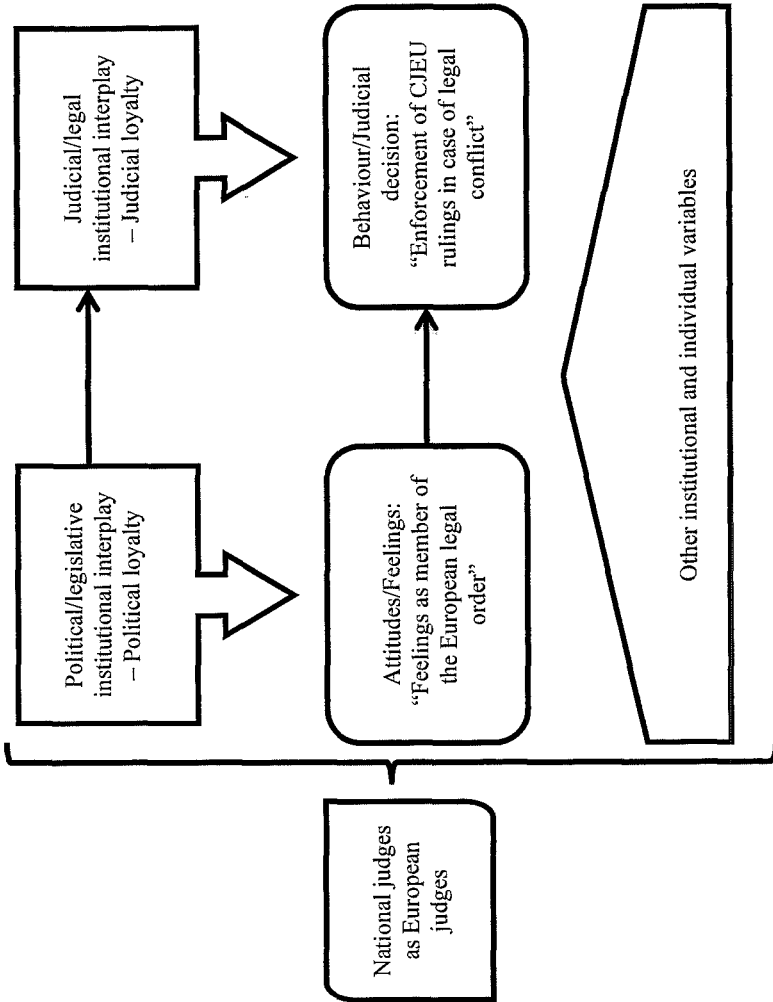 National judges
as European
judges
Political/legislative
institutional interplay
– Political loyalty
Judicial/legal
institutional interplay
– Judicial loyalty
Attitudes/Feelings:
“Feelings as member of
the European legal
order”
Behaviour/Judicial
decision:
“Enforcement of CJEU
rulings in case of legal
conflict”
Other institutional and individual variables